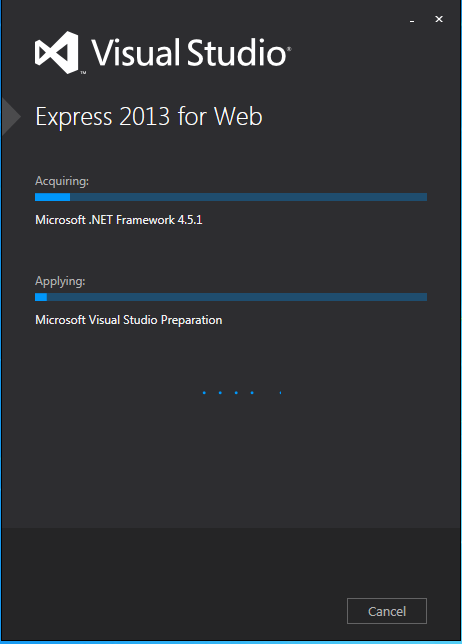 Visual Studio®
™
Express 2013 for Web
Acquiring:
Microsoft .NET Framework 4.5.1
Applying:
Microsoft Visual Studio Preparation
Cancel